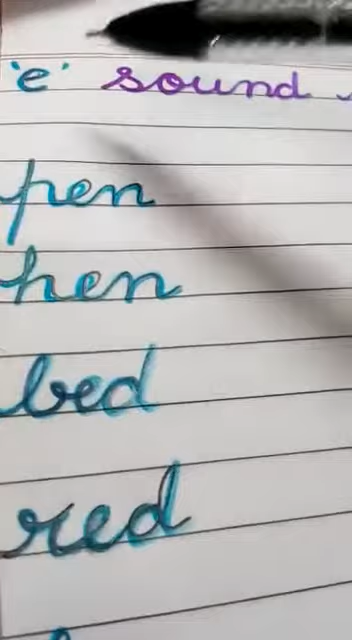 'e' sound
pen
hen
bed
red